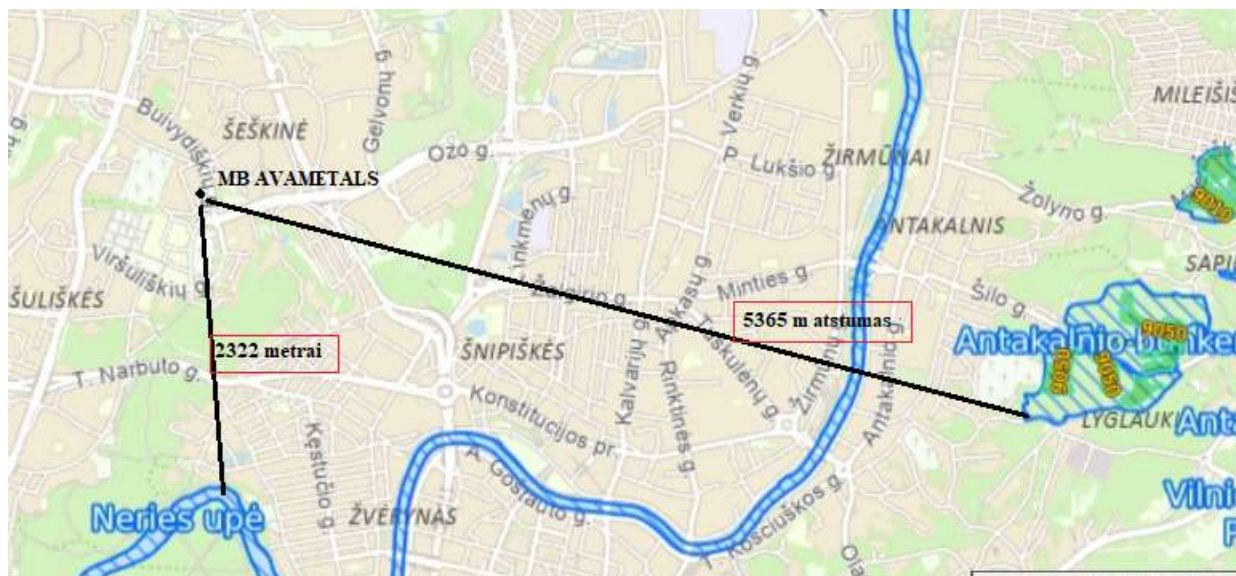 MILEIŠIŠ
Gelvonų g.
Buivydiškių
ŠEŠKINĖ
P. Verkių g.
Ozo g.
Lukšio g.
ŽIRMŪNAI
MB AVAMETALS
Žolyno g.
9010
Linkmenų g.
ANTAKALNIS
Viršuliškių g.
SAPI
ŠULIŠKĖS
Minties g.
Šilo g.
Žalgirio g.
Apkasų g.
5365 m atstumas
9050
2322 metrai
ŠNIPIŠKĖS
Tuskulėnų g.
Antakalnio g.
9050
9050
T. Narbuto g.
Kalvarijų g.
Rinktinės g.
Žirmūnų g.
Konstitucijos pr.
LYGLAUKI
Anta
Kęstučio g.
A. Goštauto g.
Neries upė
ŽVĖRYNAS
T. Kosciuškos g.
Vilni
P